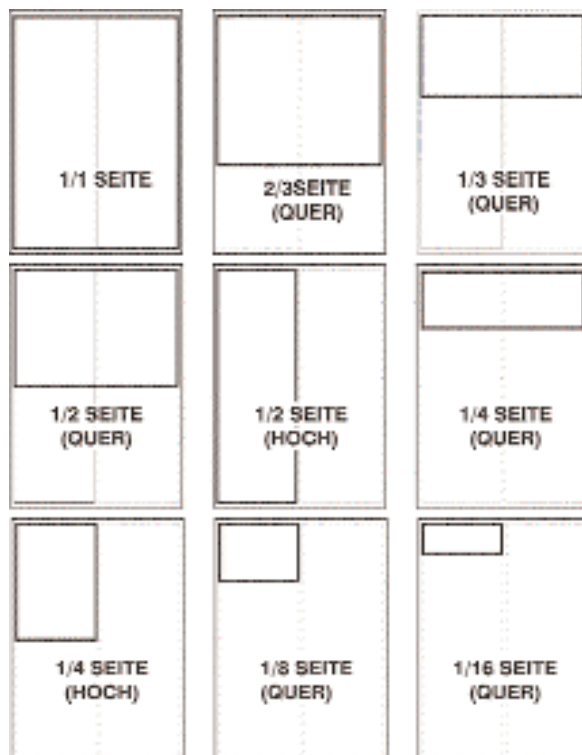 1/1 SEITE
2/3SEITE
(QUER)
1/3 SEITE
(QUER)
1/2 SEITE
(QUER)
1/2 SEITE
(HOCH)
1/4 SEITE
(QUER)
1/4 SEITE
(HOCH)
1/8 SEITE
(QUER)
1/16 SEITE
(QUER)